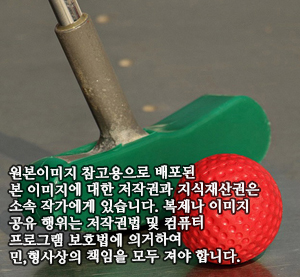 원본이미지 참고용으로 배포된
본 이미지에 대한 저작권과 지식재산권은
소속 작가에게 있습니다. 복제나 이미지
공유 행위는 저작권법 및 컴퓨터
프로그램 보호법에 의거하여
민,형사상의 책임을 모두 져야 합니다.